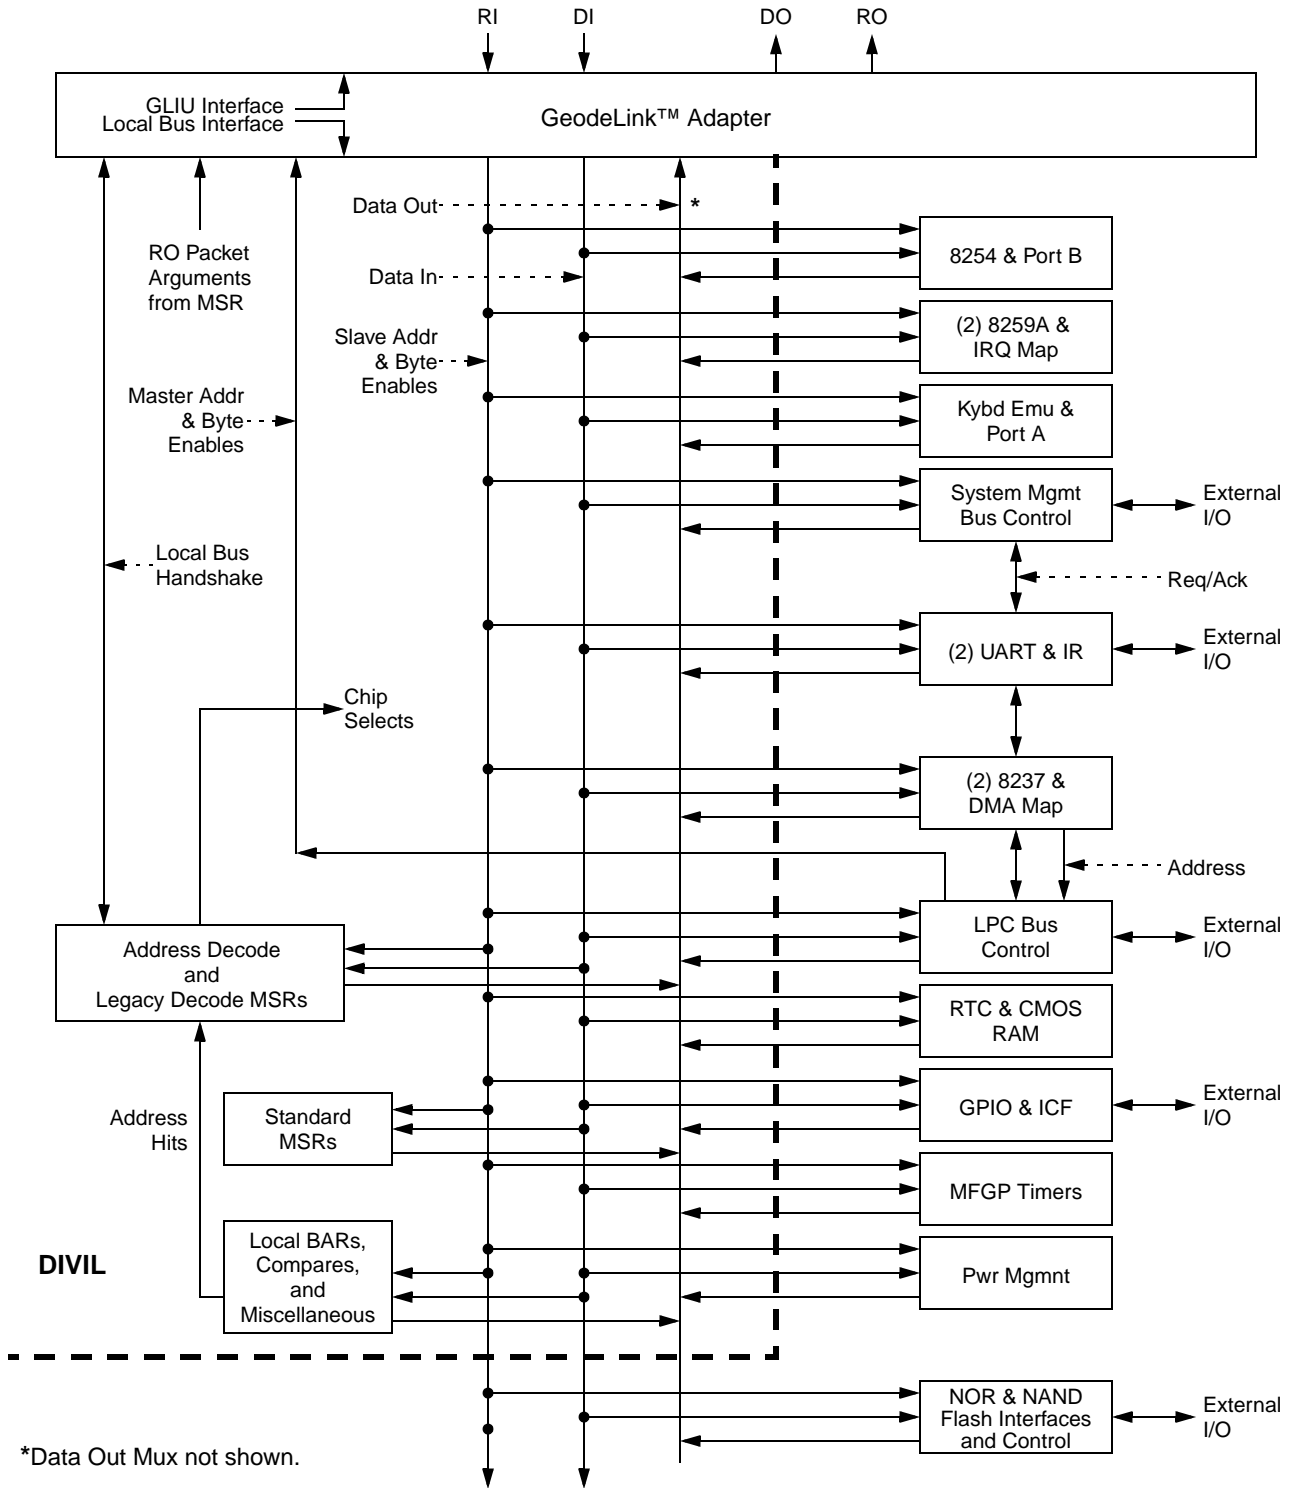 RI
DI
DO
RO
GLIU Interface
Local Bus Interface
GeodeLink™ Adapter
Data Out
*
RO Packet
Arguments
from MSR
8254 & Port B
Data In
Slave Addr
& Byte
Enables
(2) 8259A &
IRQ Map
Master Addr
& Byte
Enables
Kybd Emu &
Port A
System Mgmt
Bus Control
External
I/O
Local Bus
Handshake
Req/Ack
(2) UART & IR
External
I/O
Chip
Selects
(2) 8237 &
DMA Map
Address
LPC Bus
Control
External
I/O
Address Decode
and
Legacy Decode MSRs
RTC & CMOS
RAM
Address
Hits
Standard
MSRs
GPIO & ICF
External
I/O
MFGP Timers
DIVIL
Local BARs,
Compares,
and
Miscellaneous
Pwr Mgmnt
NOR & NAND
Flash Interfaces
and Control
External
I/O
*Data Out Mux not shown.